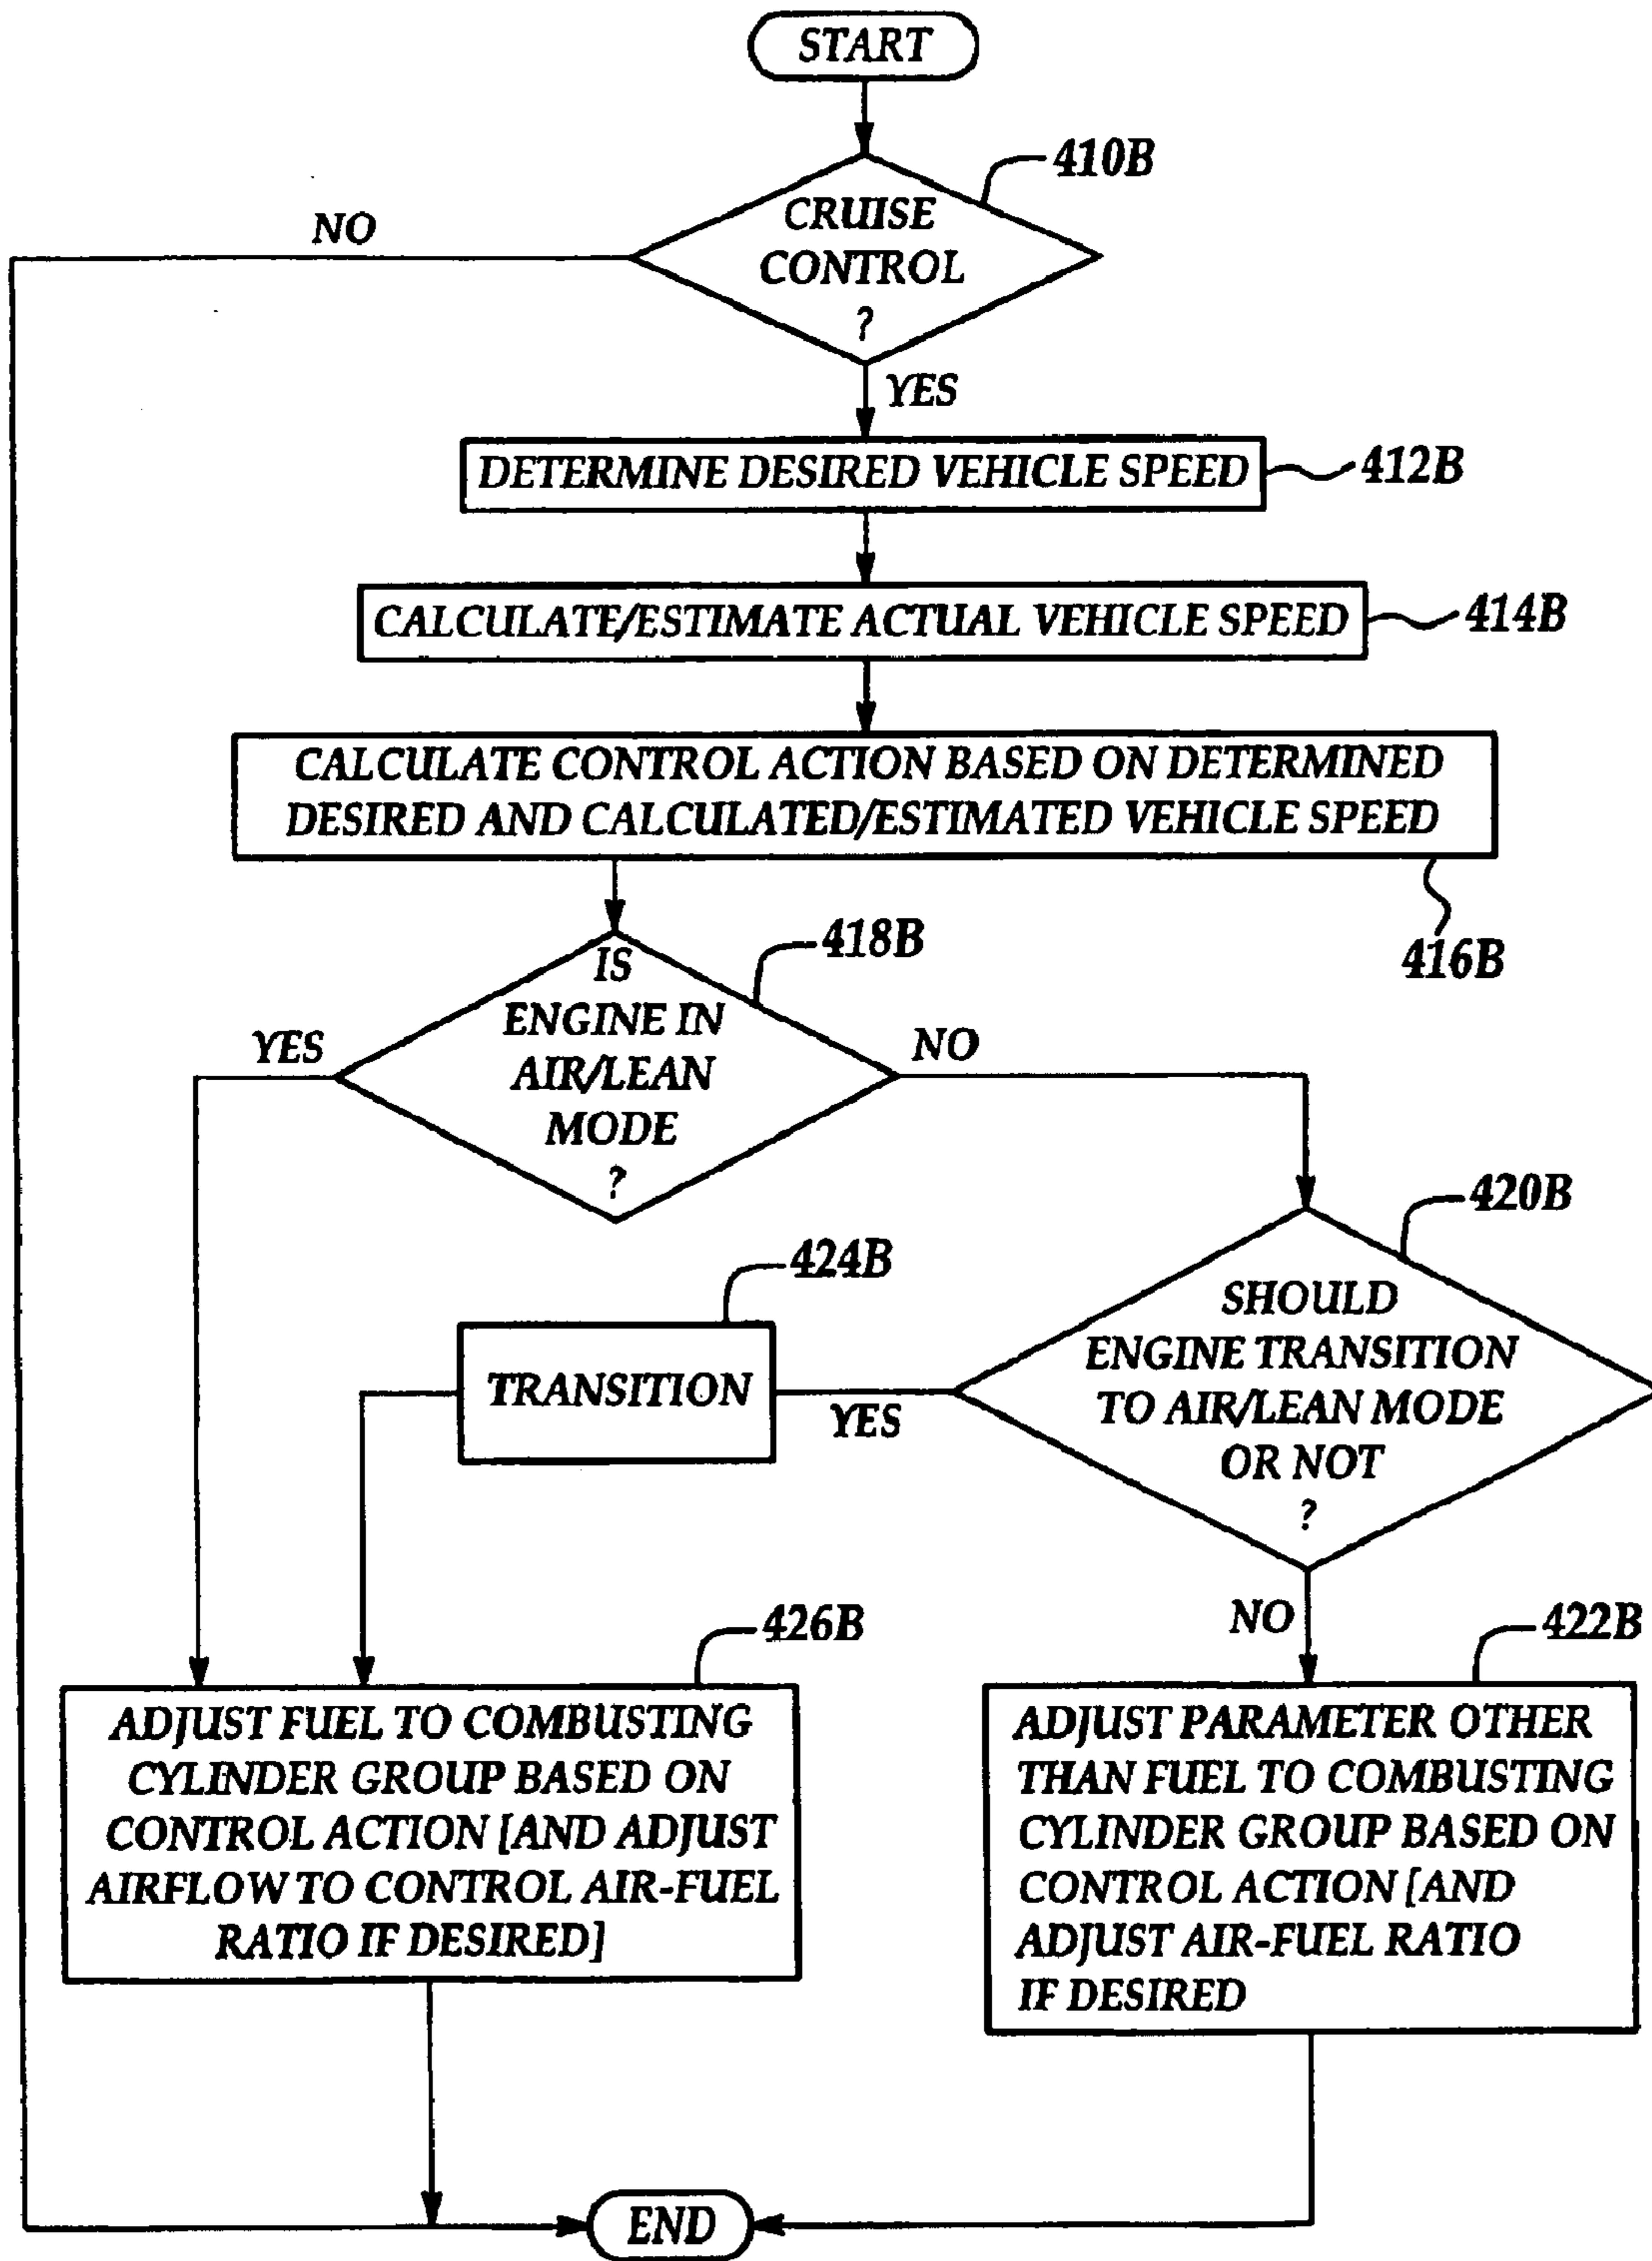 START
410B
CRUISE
CONTROL
?
NO
YES
DETERMINE DESIRED VEHICLE SPEED
412B
CALCULATE/ESTIMATE ACTUAL VEHICLE SPEED
414B
CALCULATE CONTROL ACTION BASED ON DETERMINED
DESIRED AND CALCULATED/ESTIMATED VEHICLE SPEED
416B
418B
IS
ENGINE IN
AIR/LEAN
MODE
?
YES
NO
420B
SHOULD
ENGINE TRANSITION
TO AIR/LEAN MODE
OR NOT
?
424B
TRANSITION
YES
NO
426B
ADJUST FUEL TO COMBUSTING
CYLINDER GROUP BASED ON
CONTROL ACTION [AND ADJUST
AIRFLOW TO CONTROL AIR-FUEL
RATIO IF DESIRED]
422B
ADJUST PARAMETER OTHER
THAN FUEL TO COMBUSTING
CYLINDER GROUP BASED ON
CONTROL ACTION [AND
ADJUST AIR-FUEL RATIO
IF DESIRED
END